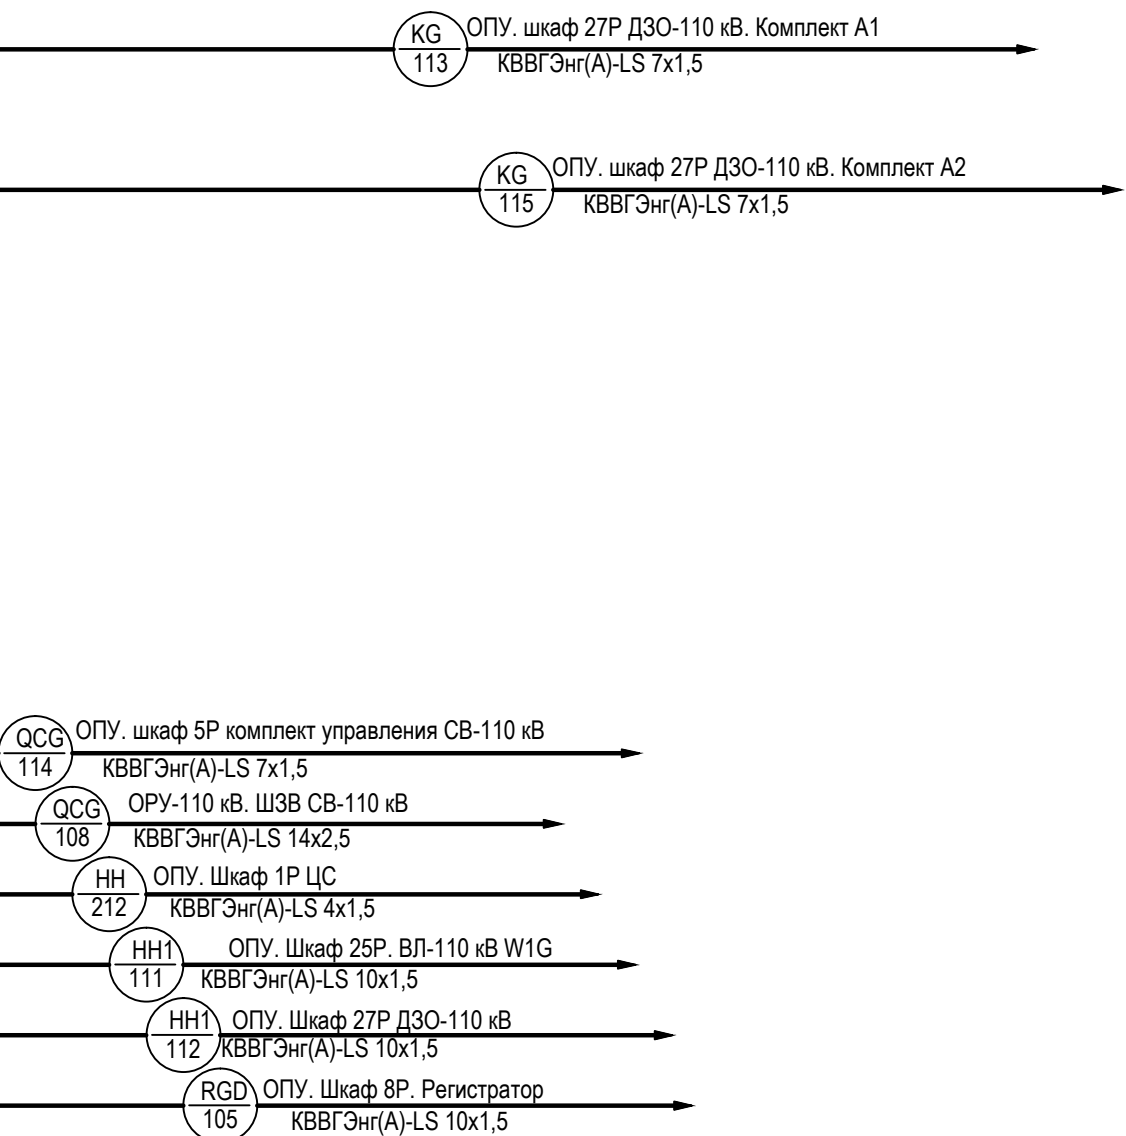 KG
113
ОПУ. шкаф 27Р ДЗО-110 кВ. Комплект А1
КВВГЭнг(А)-LS 7x1,5
KG
115
ОПУ. шкаф 27Р ДЗО-110 кВ. Комплект А2
КВВГЭнг(А)-LS 7x1,5
QCG
114
ОПУ. шкаф 5Р комплект управления СВ-110 кВ
КВВГЭнг(А)-LS 7x1,5
QCG
108
ОРУ-110 кВ. ШЗВ СВ-110 кВ
КВВГЭнг(А)-LS 14x2,5
HH
212
ОПУ. Шкаф 1Р ЦС
КВВГЭнг(А)-LS 4x1,5
HH1
111
ОПУ. Шкаф 25Р. ВЛ-110 кВ W1G
КВВГЭнг(А)-LS 10x1,5
HH1
112
ОПУ. Шкаф 27Р ДЗО-110 кВ
КВВГЭнг(А)-LS 10x1,5
RGD
105
ОПУ. Шкаф 8Р. Регистратор
КВВГЭнг(А)-LS 10x1,5